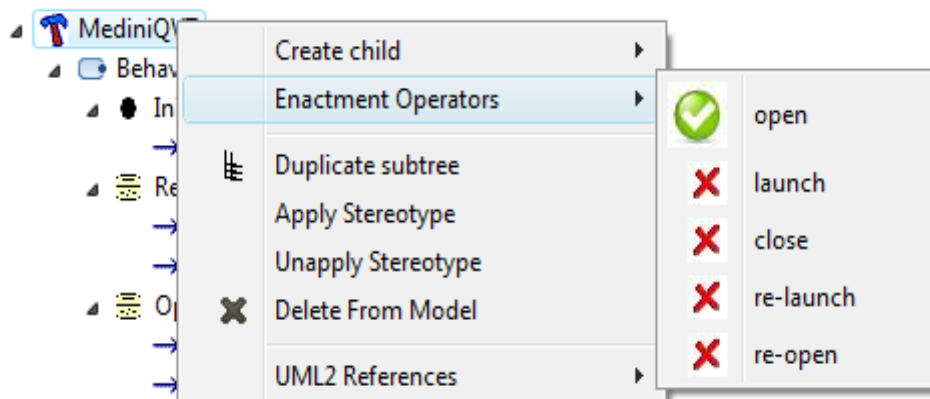 MediniQVT
Behav
In
Re
Op
Create child
Enactment Operators
Duplicate subtree
Apply Stereotype
Unapply Stereotype
Delete From Model
UML2 References
open
launch
close
re-launch
re-open